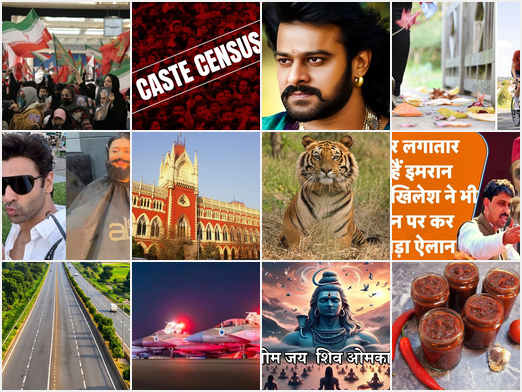 CASTE CENSUS
र लगातार
हैं इमरान
खिलेश ने भी
न पर कर
ड़ा ऐलान
ोम जय शिव ओमका